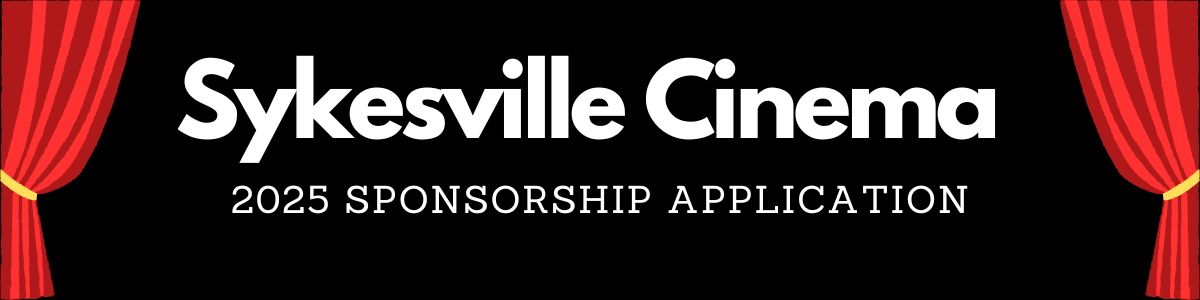 Sykesville Cinema
2025 SPONSORSHIP APPLICATION